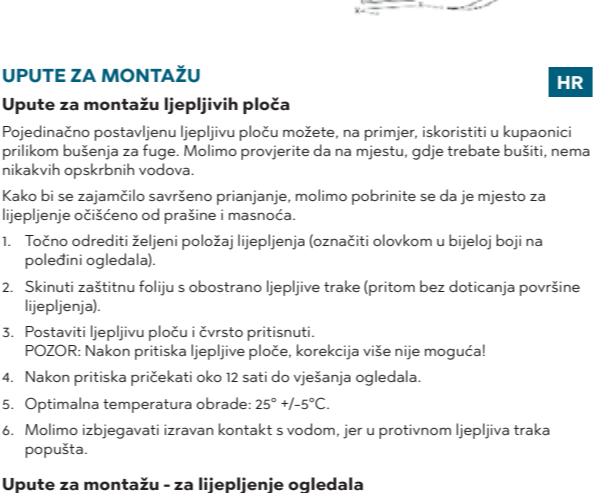 UPUTE ZA MONTAŽU
HR
Upute za montažu ljepljivih ploča
Pojedinačno postavljenu ljepljivu ploču možete, na primjer, iskoristiti u kupaonici
prilikom bušenja za fuge. Molimo provjerite da na mjestu, gdje trebate bušiti, nema
nikakvih opskrbnih vodova.
Kako bi se zajamčilo savršeno prianjanje, molimo pobrinite se da je mjesto za
lijepljenje očišćeno od prašine i masnoća.
1. Točno odrediti željeni položaj lijepljenja (označiti olovkom u bijeloj boji na
poleđini ogledala).
2. Skinuti zaštitnu foliju s obostrano ljepljive trake (pritom bez doticanja površine
lijepljenja).
3. Postaviti ljepljivu ploču i čvrsto pritisnuti.
POZOR: Nakon pritiska ljepljive ploče, korekcija više nije moguća!
4. Nakon pritiska pričekati oko 12 sati do vješanja ogledala.
5. Optimalna temperatura obrade: 25° +/-5°C.
6. Molimo izbjegavati izravan kontakt s vodom, jer u protivnom ljepljiva traka
popušta.
Upute za montažu - za lijepljenje ogledala